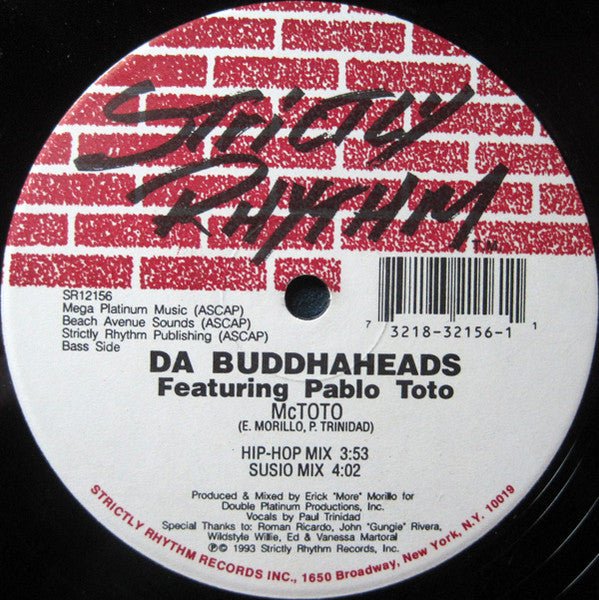 STRICTLY
RHYTHM
T.M.
SR12156
Mega Platinum Music (ASCAP)
Beach Avenue Sounds (ASCAP)
Strictly Rhythm Publishing (ASCAP)
Bass Side
7 3218-32156-1 1
DA BUDDHAHEADS
Featuring Pablo Toto
McTOTO
(E. MORILLO, P. TRINIDAD)
HIP-HOP MIX 3:53
SUSIO MIX 4:02
Produced & Mixed by Erick "More" Morillo for
Double Platinum Productions, Inc.
Vocals by Paul Trinidad
Special Thanks to: Roman Ricardo, John "Gungie" Rivera,
Wildstyle Willie, Ed & Vanessa Martoral
℗© 1993 Strictly Rhythm Records, Inc.
STRICTLY RHYTHM RECORDS INC., 1650 Broadway, New York, N.Y. 10019